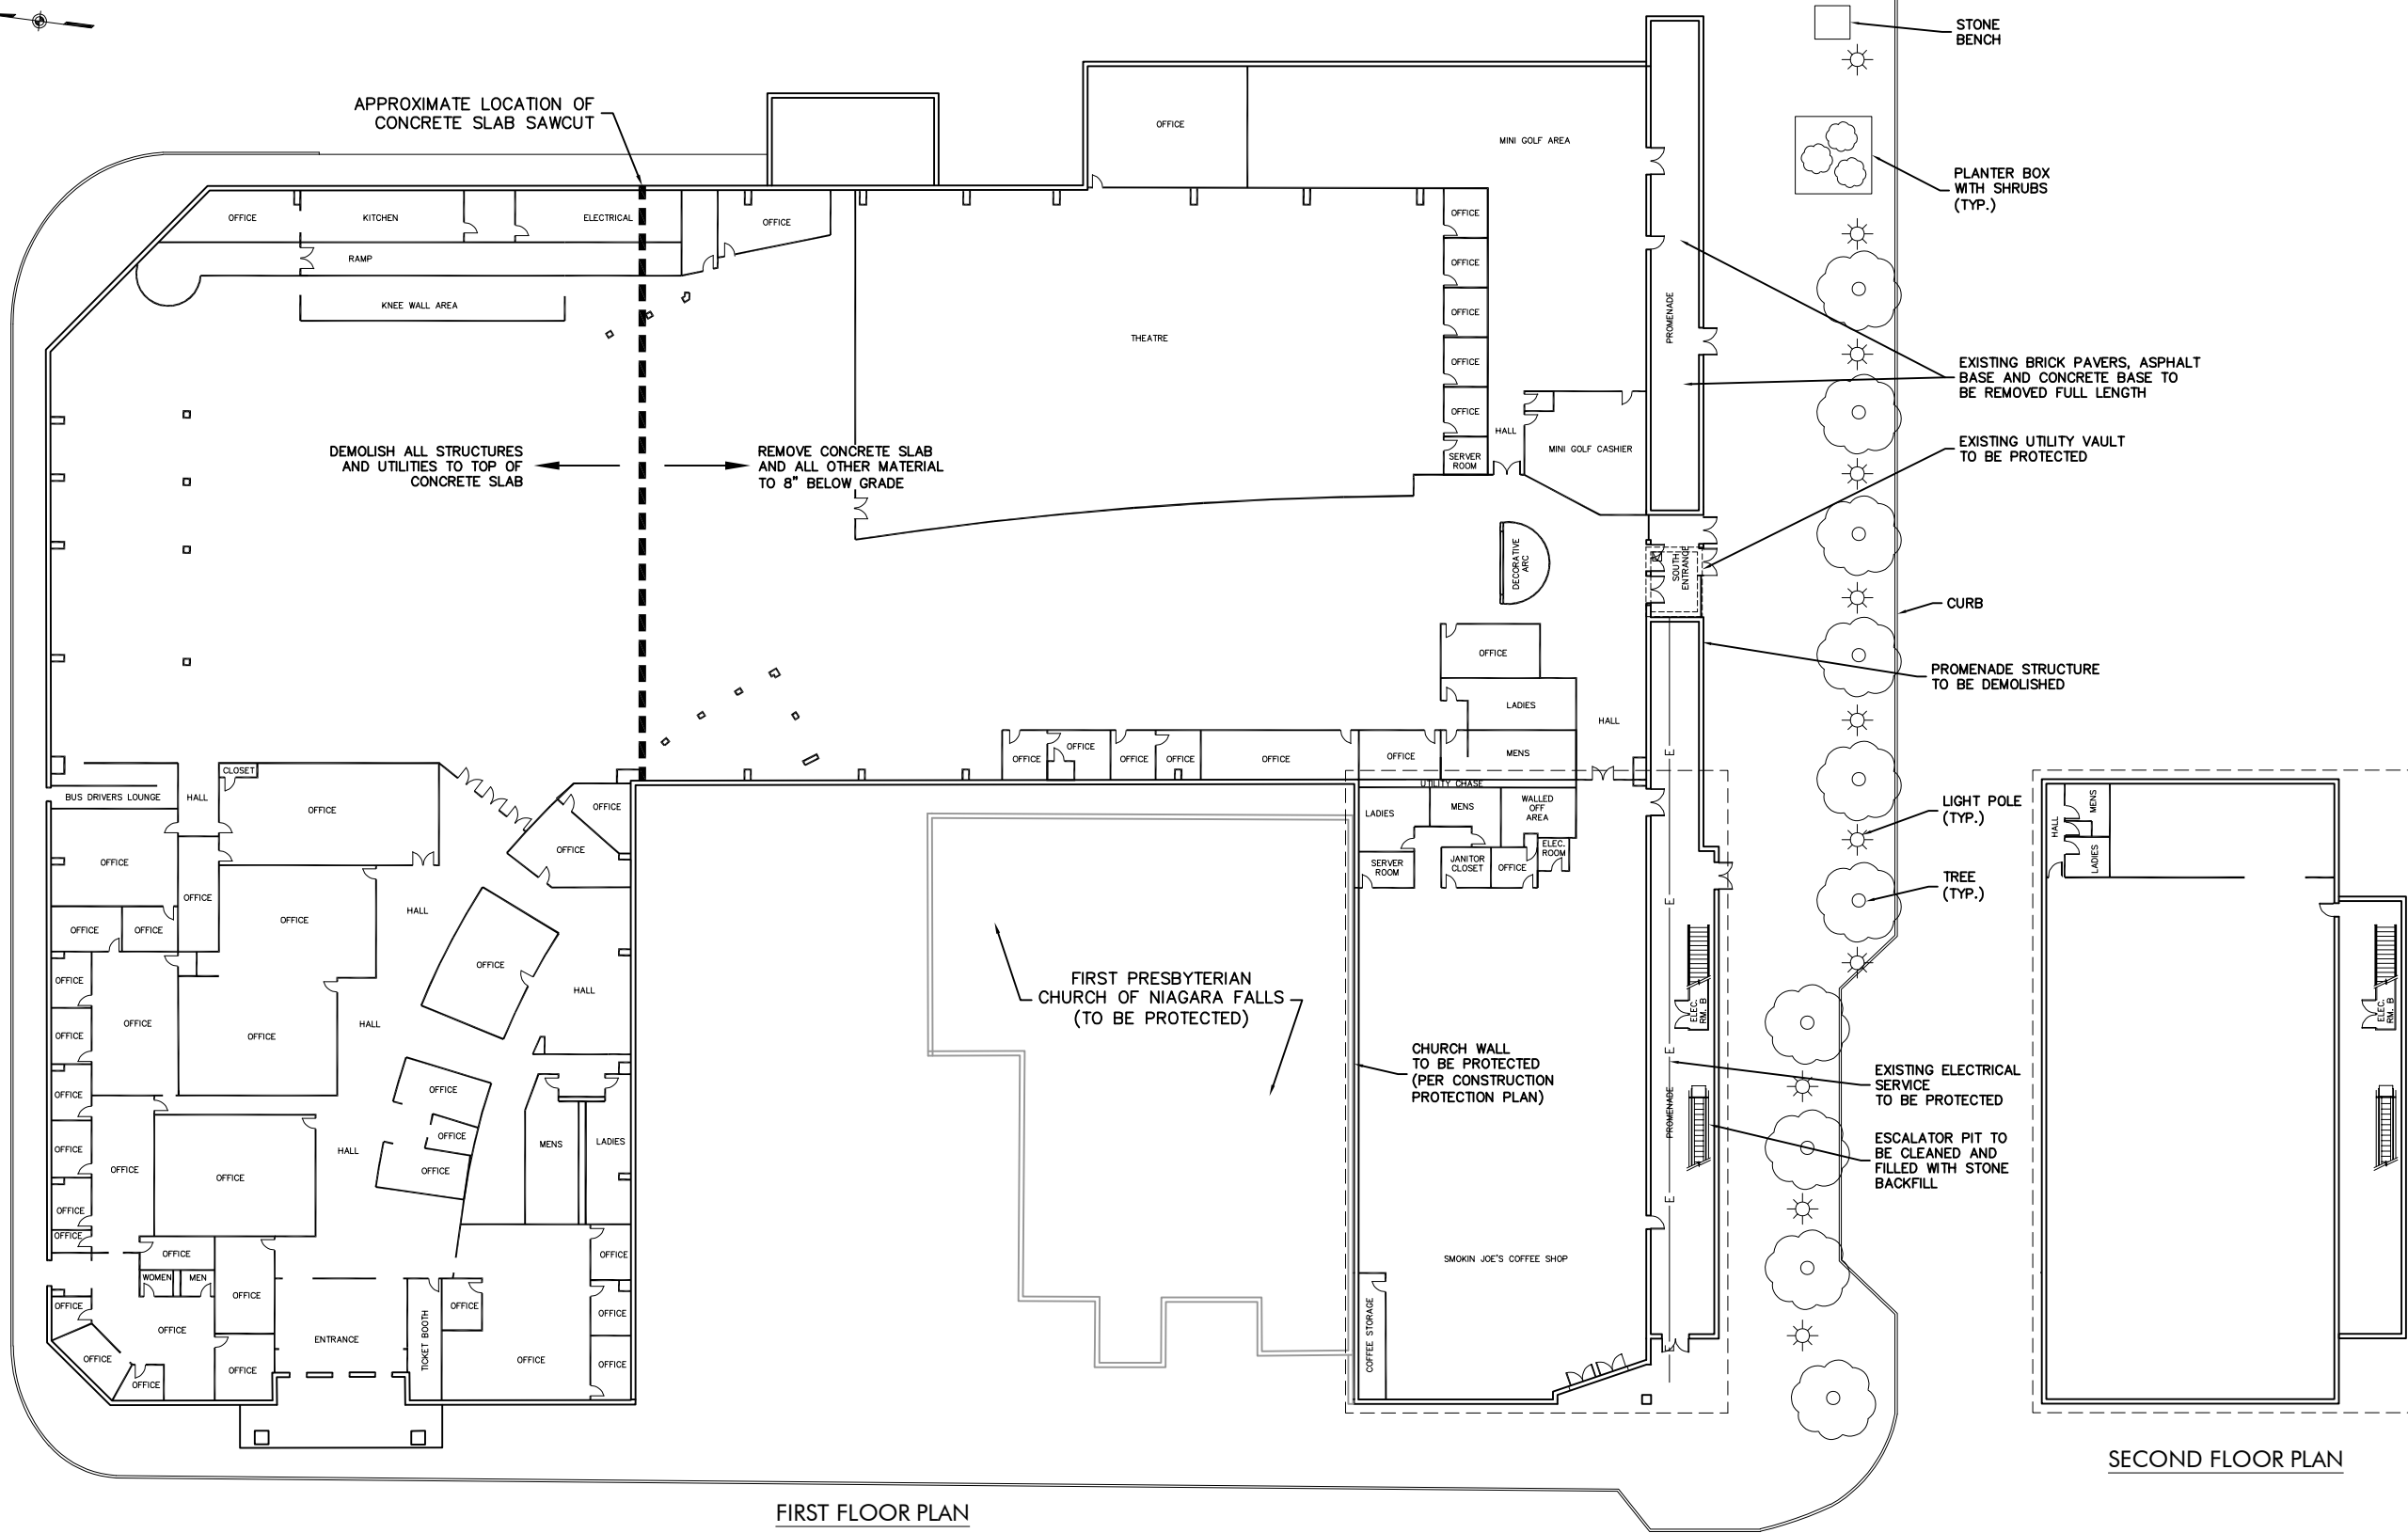 STONE
BENCH
APPROXIMATE LOCATION OF
CONCRETE SLAB SAWCUT
OFFICE
MINI GOLF AREA
PLANTER BOX
WITH SHRUBS
(TYP.)
OFFICE
KITCHEN
ELECTRICAL
OFFICE
OFFICE
RAMP
OFFICE
KNEE WALL AREA
OFFICE
PROMENADE
THEATRE
OFFICE
EXISTING BRICK PAVERS, ASPHALT
BASE AND CONCRETE BASE TO
BE REMOVED FULL LENGTH
OFFICE
HALL
MINI GOLF CASHIER
SERVER
ROOM
EXISTING UTILITY VAULT
TO BE PROTECTED
DEMOLISH ALL STRUCTURES
AND UTILITIES TO TOP OF
CONCRETE SLAB
REMOVE CONCRETE SLAB
AND ALL OTHER MATERIAL
TO 8" BELOW GRADE
DECORATIVE
ARC
SOUTH
ENTRANCE
CURB
OFFICE
PROMENADE STRUCTURE
TO BE DEMOLISHED
LADIES
HALL
OFFICE
OFFICE
OFFICE
OFFICE
OFFICE
OFFICE
MENS
E
CLOSET
BUS DRIVERS LOUNGE
HALL
OFFICE
OFFICE
UTILITY CHASE
LADIES
MENS
WALLED
OFF
AREA
LIGHT POLE
(TYP.)
HALL
MENS
LADIES
OFFICE
OFFICE
SERVER
ROOM
JANITOR
CLOSET
OFFICE
ELEC.
ROOM
TREE
(TYP.)
OFFICE
OFFICE
HALL
E
OFFICE
OFFICE
OFFICE
HALL
OFFICE
FIRST PRESBYTERIAN
CHURCH OF NIAGARA FALLS
(TO BE PROTECTED)
ELEC.
RM. B
ELEC.
RM. B
OFFICE
HALL
OFFICE
OFFICE
E
CHURCH WALL
TO BE PROTECTED
(PER CONSTRUCTION
PROTECTION PLAN)
EXISTING ELECTRICAL
SERVICE
TO BE PROTECTED
OFFICE
OFFICE
PROMENADE
OFFICE
OFFICE
HALL
MENS
LADIES
ESCALATOR PIT TO
BE CLEANED AND
FILLED WITH STONE
BACKFILL
OFFICE
OFFICE
OFFICE
E
OFFICE
OFFICE
OFFICE
OFFICE
SMOKIN JOE'S COFFEE SHOP
WOMEN
MEN
OFFICE
OFFICE
OFFICE
OFFICE
OFFICE
ENTRANCE
TICKET BOOTH
COFFEE STORAGE
E
OFFICE
OFFICE
OFFICE
OFFICE
OFFICE
SECOND FLOOR PLAN
FIRST FLOOR PLAN